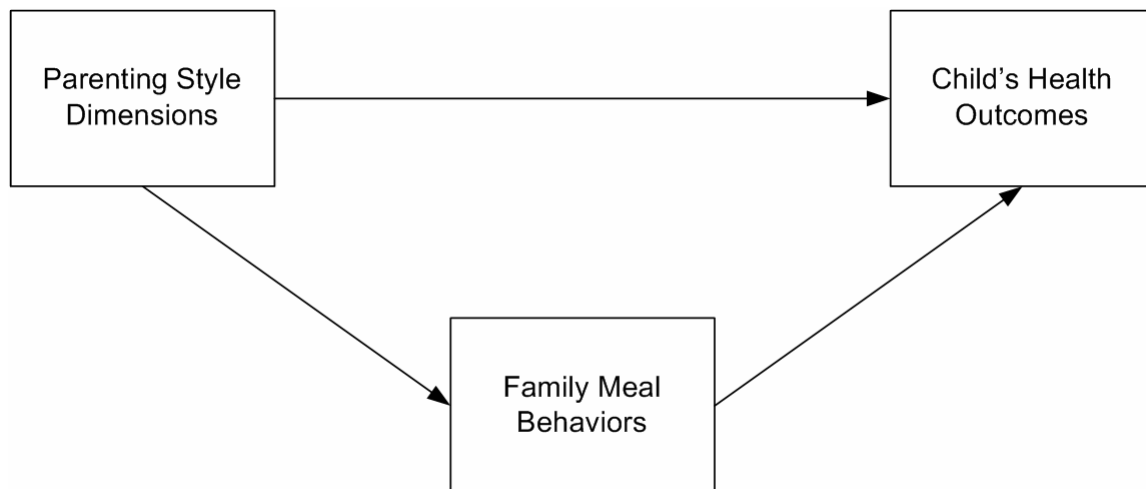 Parenting Style
Dimensions
Child’s Health
Outcomes
Family Meal
Behaviors